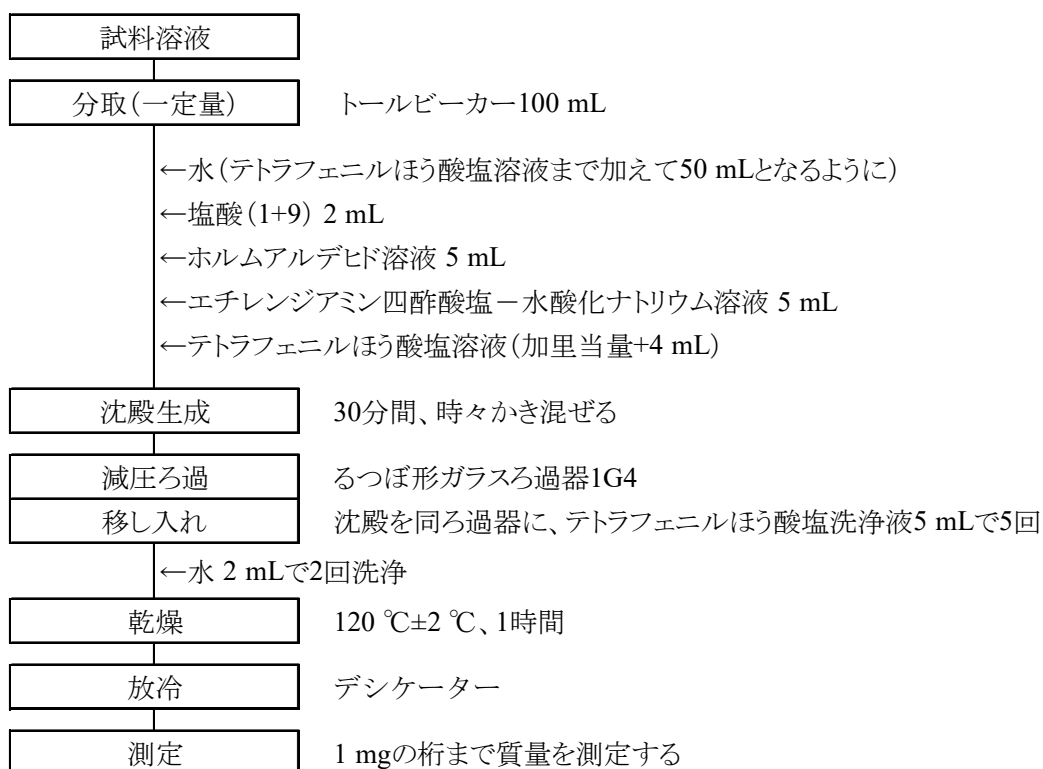 試料溶液
分取(一定量) トールビーカー100 mL
←水(テトラフェニルほう酸塩溶液まで加えて50 mLとなるように)
←塩酸(1+9) 2 mL
←ホルムアルデヒド溶液 5 mL
←エチレンジアミン四酢酸塩-水酸化ナトリウム溶液 5 mL
←テトラフェニルほう酸塩溶液(加里当量+4 mL)
沈殿生成 30分間、時々かき混ぜる
減圧ろ過 るつぼ形ガラスろ過器1G4
移し入れ 沈殿を同ろ過器に、テトラフェニルほう酸塩洗浄液5 mLで5回
←水 2 mLで2回洗浄
乾燥 120 ℃±2 ℃、1時間
放冷 デシケーター
測定 1 mgの桁まで質量を測定する